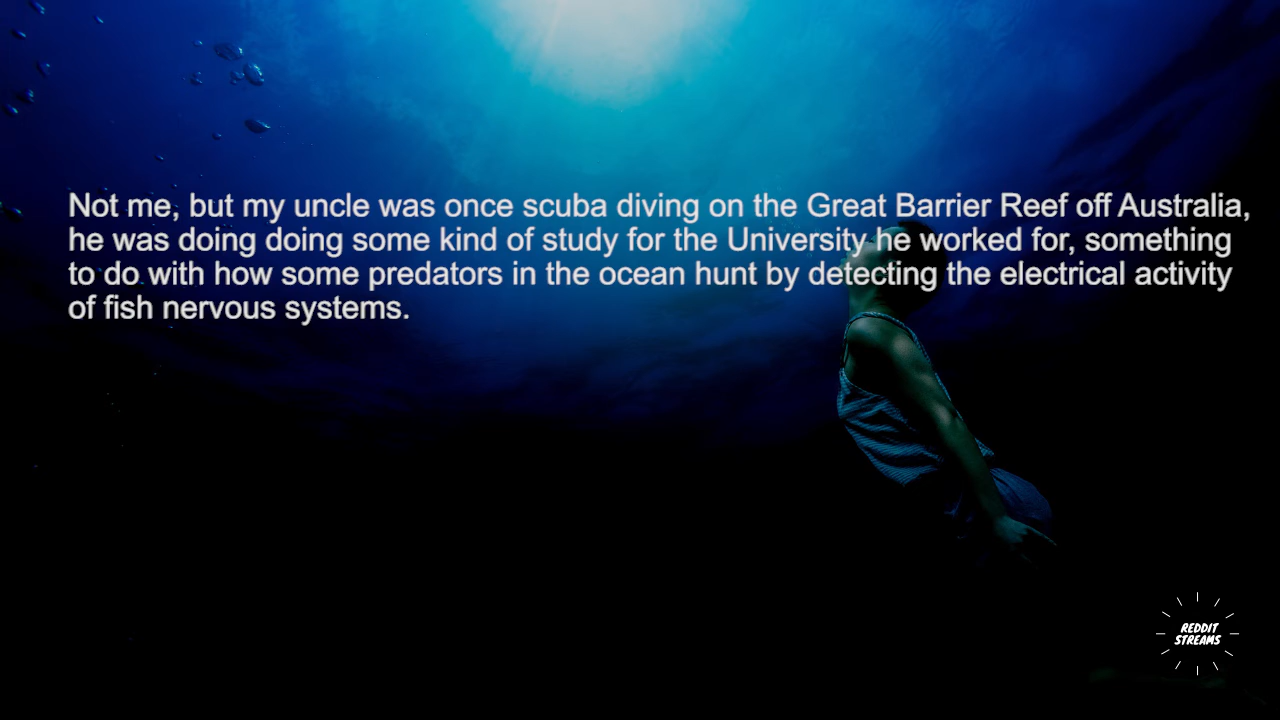 Not me, but my uncle was once scuba diving on the Great Barrier Reef off Australia,
he was doing doing some kind of study for the University he worked for, something
to do with how some predators in the ocean hunt by detecting the electrical activity
of fish nervous systems.
REDDIT
STREAMS